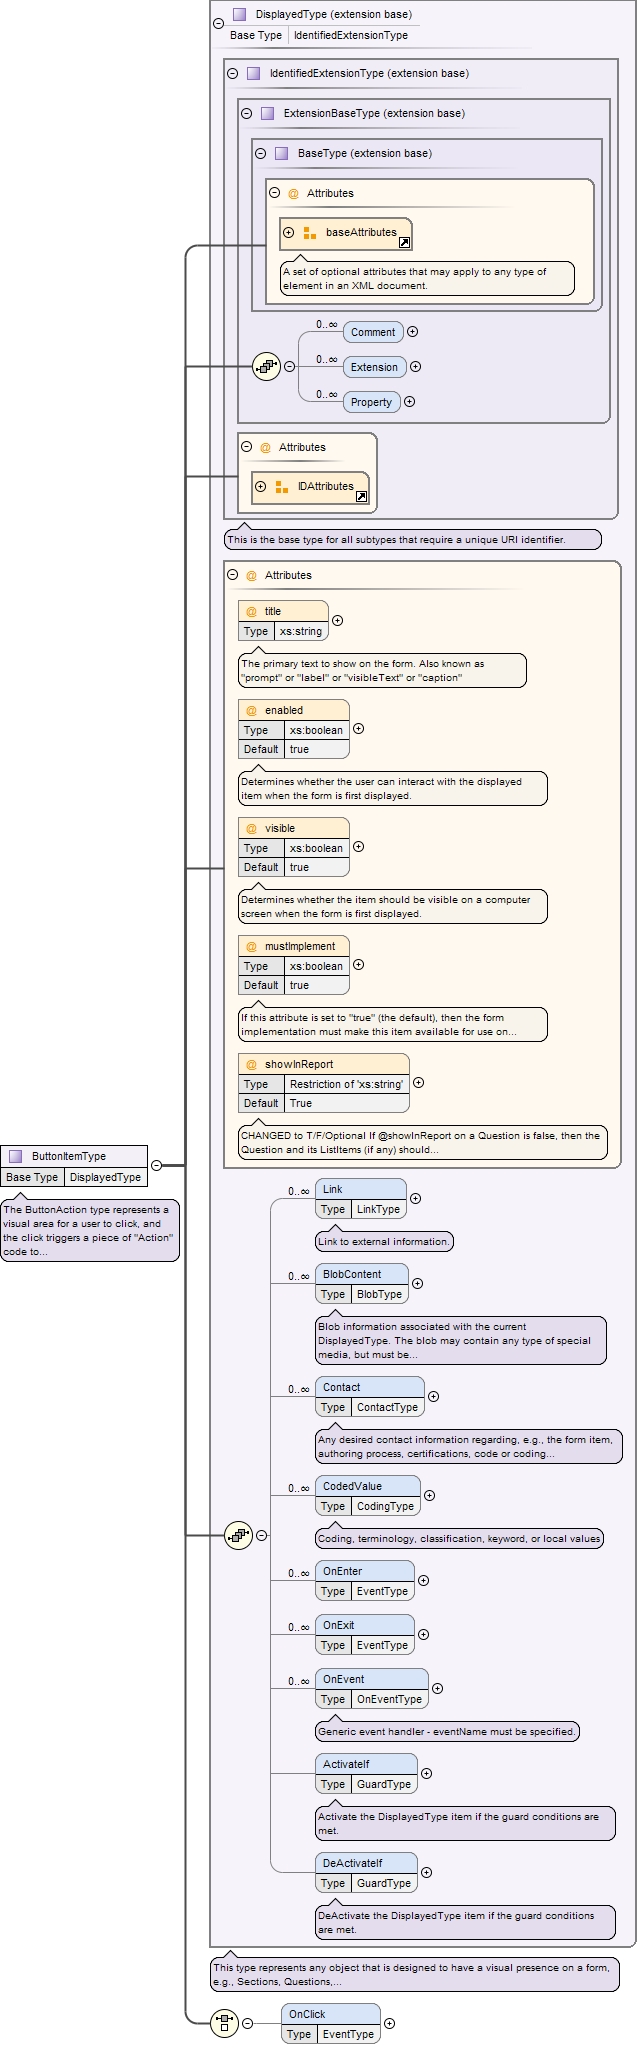 DisplayedType (extension base)
Base Type IdentifiedExtensionType
IdentifiedExtensionType (extension base)
ExtensionBaseType (extension base)
BaseType (extension base)
@ Attributes
baseAttributes
A set of optional attributes that may apply to any type of
element in an XML document.
0..∞
Comment
0..∞
Extension
0..∞
Property
@ Attributes
IDAttributes
This is the base type for all subtypes that require a unique URI identifier.
@ Attributes
@ title
Type xs:string
The primary text to show on the form. Also known as
"prompt" or "label" or "visibleText" or "caption"
@ enabled
Type xs:boolean
Default true
Determines whether the user can interact with the displayed
item when the form is first displayed.
@ visible
Type xs:boolean
Default true
Determines whether the item should be visible on a computer
screen when the form is first displayed.
@ mustImplement
Type xs:boolean
Default true
If this attribute is set to "true" (the default), then the form
implementation must make this item available for use on...
@ showInReport
Type Restriction of 'xs:string'
Default True
CHANGED to T/F/Optional If @showInReport on a Question is false, then the
Question and its ListItems (if any) should...
ButtonItemType
Base Type DisplayedType
The ButtonAction type represents a
visual area for a user to click, and
the click triggers a piece of "Action"
code to...
0..∞
Link
Type LinkType
Link to external information.
0..∞
BlobContent
Type BlobType
Blob information associated with the current
DisplayedType. The blob may contain any type of special
media, but must be...
0..∞
Contact
Type ContactType
Any desired contact information regarding, e.g., the form item,
authoring process, certifications, code or coding...
0..∞
CodedValue
Type CodingType
Coding, terminology, classification, keyword, or local values
0..∞
OnEnter
Type EventType
0..∞
OnExit
Type EventType
0..∞
OnEvent
Type OnEventType
Generic event handler - eventName must be specified.
ActivateIf
Type GuardType
Activate the DisplayedType item if the guard conditions are
met.
DeActivateIf
Type GuardType
DeActivate the DisplayedType item if the guard conditions
are met.
This type represents any object that is designed to have a visual presence on a form,
e.g., Sections, Questions,...
OnClick
Type EventType